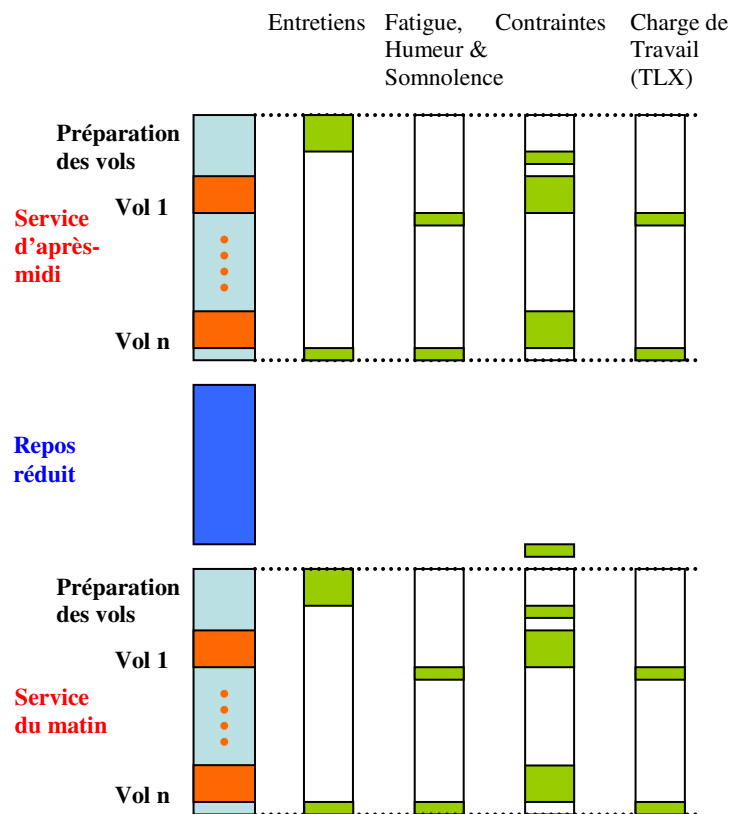 Entretiens
Fatigue,
Humeur &
Somnolence
Contraintes
Charge de
Travail
(TLX)
Préparation
des vols
Vol 1
Service
d'après-
midi
Vol n
Repos
réduit
Préparation
des vols
Vol 1
Service
du matin
Vol n